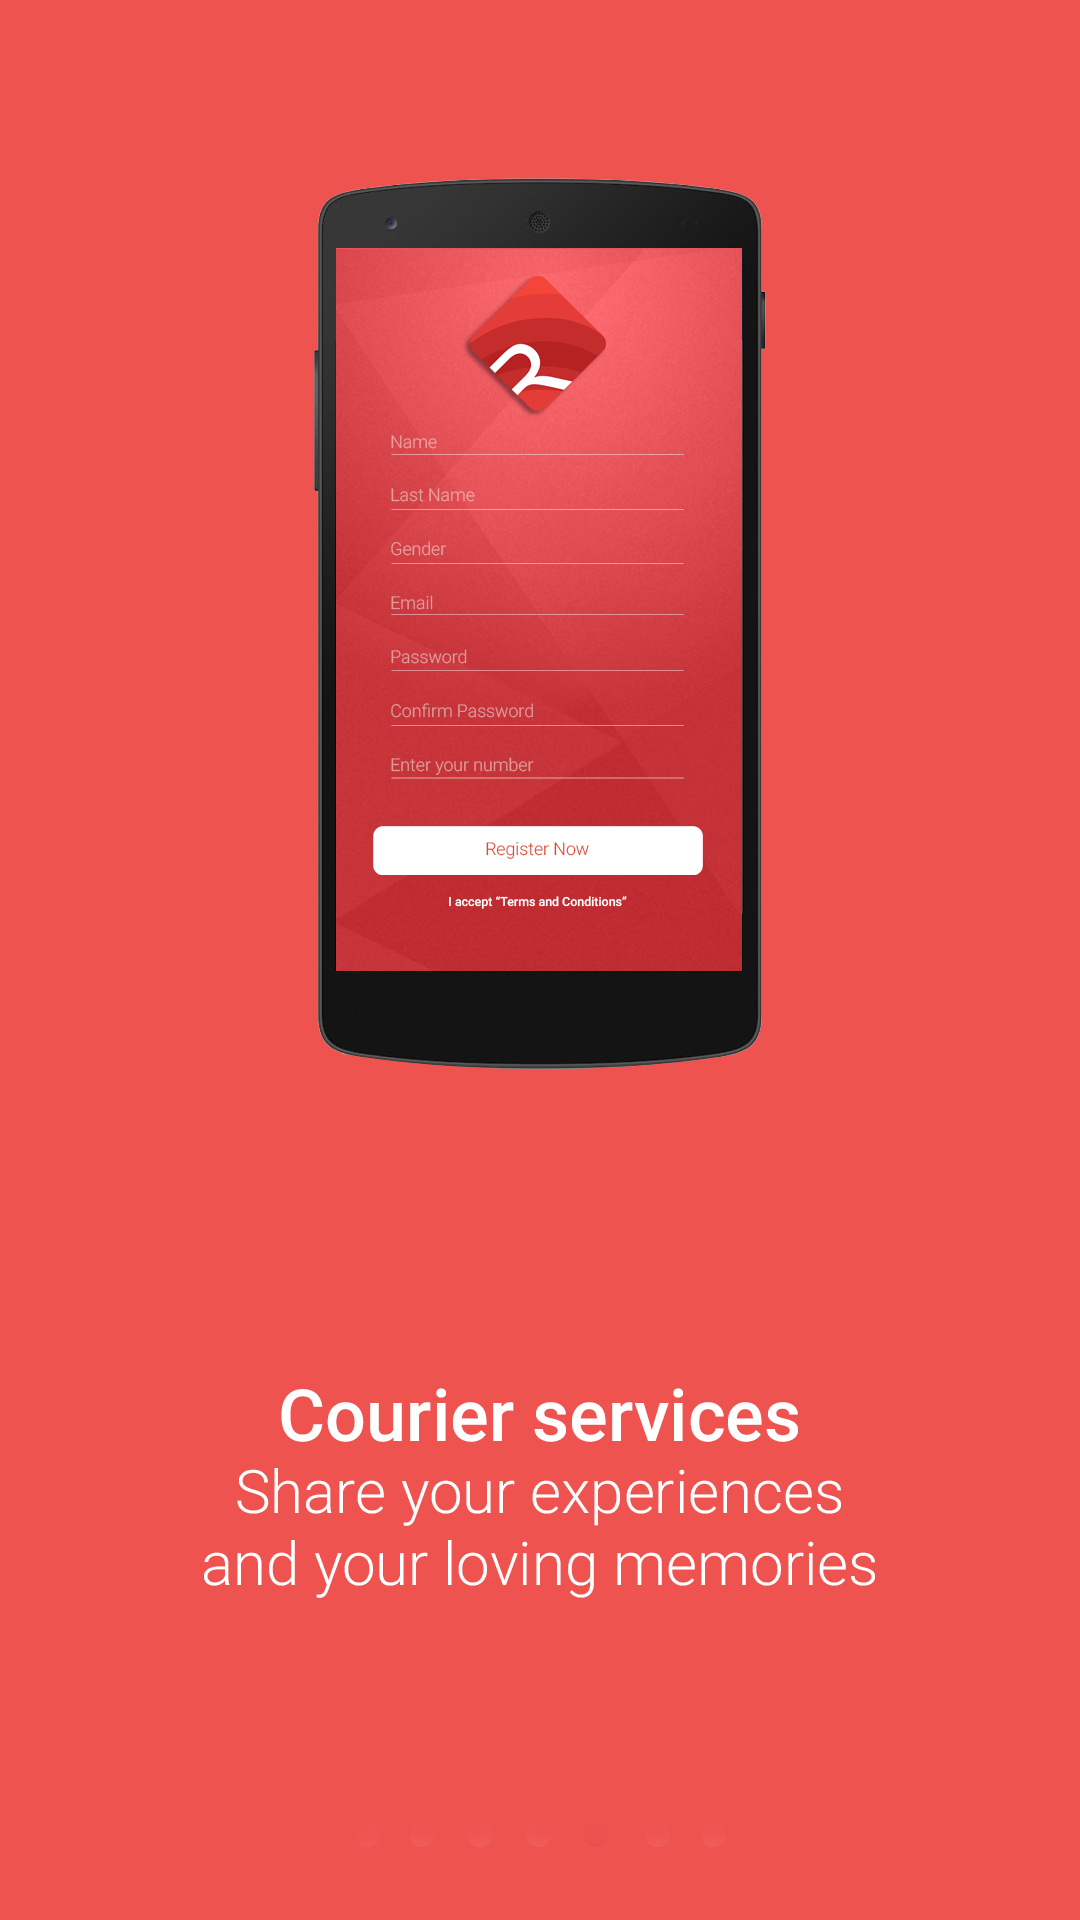 R
Name
Last Name
Gender
Email
Password
Confirm Password
Enter your number
Register Now
I accept “Terms and Conditions”
Courier services
Share your experiences
and your loving memories